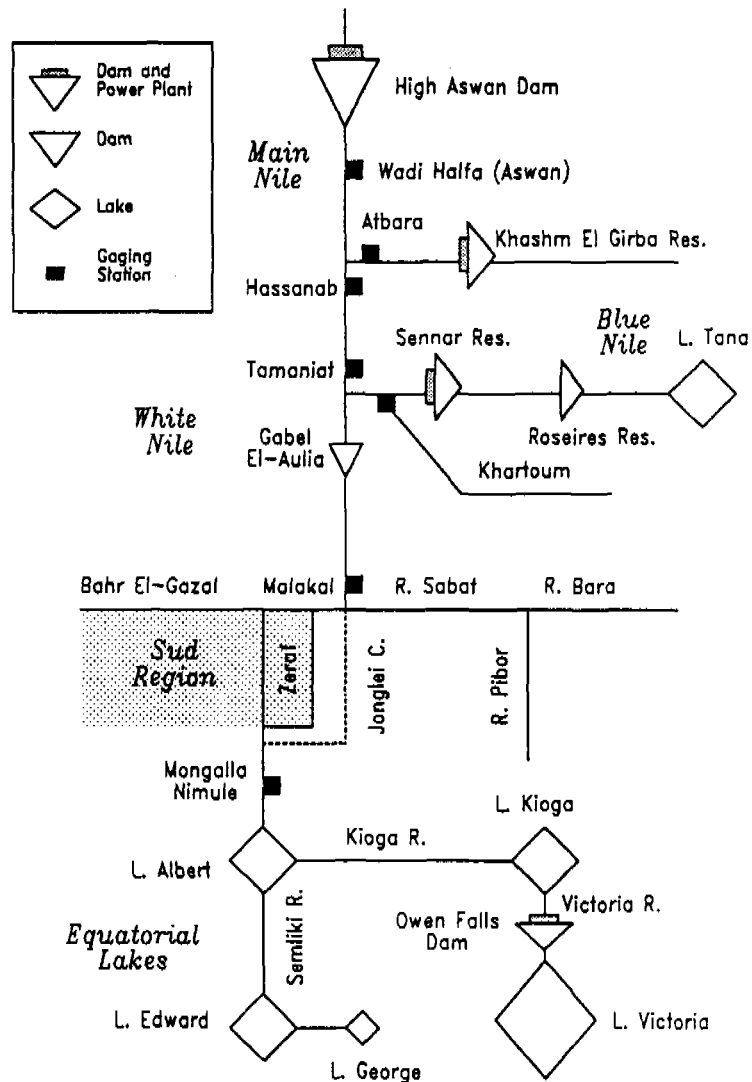 Dam and
Power Plant
Dam
Lake
Gaging
Station
High Aswan Dam
Main
Nile
Wadi Halfa (Aswan)
Atbara
Khashm El Girba Res.
Hassanab
Blue
Nile
L. Tana
Sennar Res.
Tamaniat
White
Nile
Gabel
El-Aulia
Roseires Res.
Khartoum
Bahr El-Gazal
Malakal
R. Sabat
R. Bara
Sud
Region
Zeraf
Jonglei C.
R. Pibor
Mongalla
Nimule
L. Kioga
Kioga R.
L. Albert
Victoria R.
Owen Falls
Dam
Semliki R.
Equatorial
Lakes
L. Edward
L. George
L. Victoria